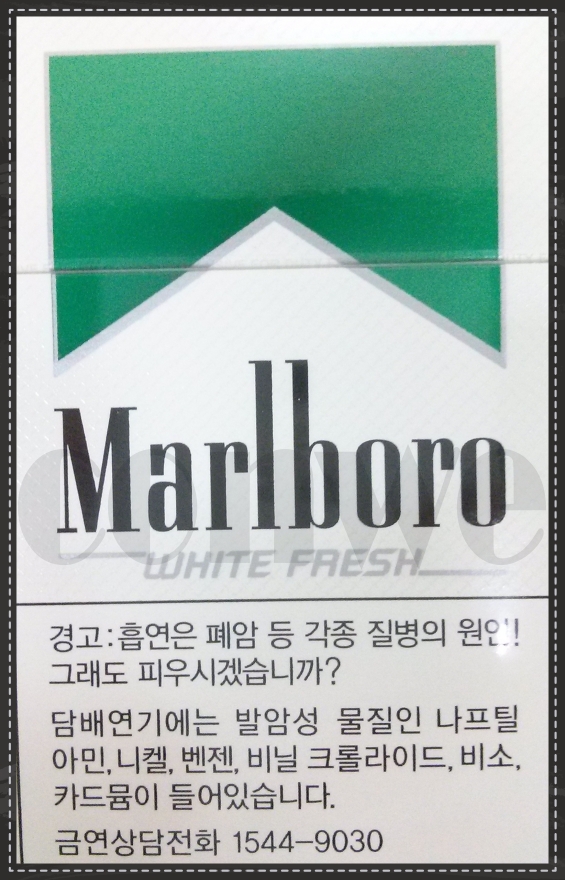 Marlboro
WHITE FRESH
경고:흡연은 폐암 등 각종 질병의 원인!
그래도 피우시겠습니까?
담배연기에는 발암성 물질인 나프틸
아민,니켈,벤젠,비닐 크롤라이드,비소,
카드뮴이 들어있습니다.
금연상담전화 1544-9030